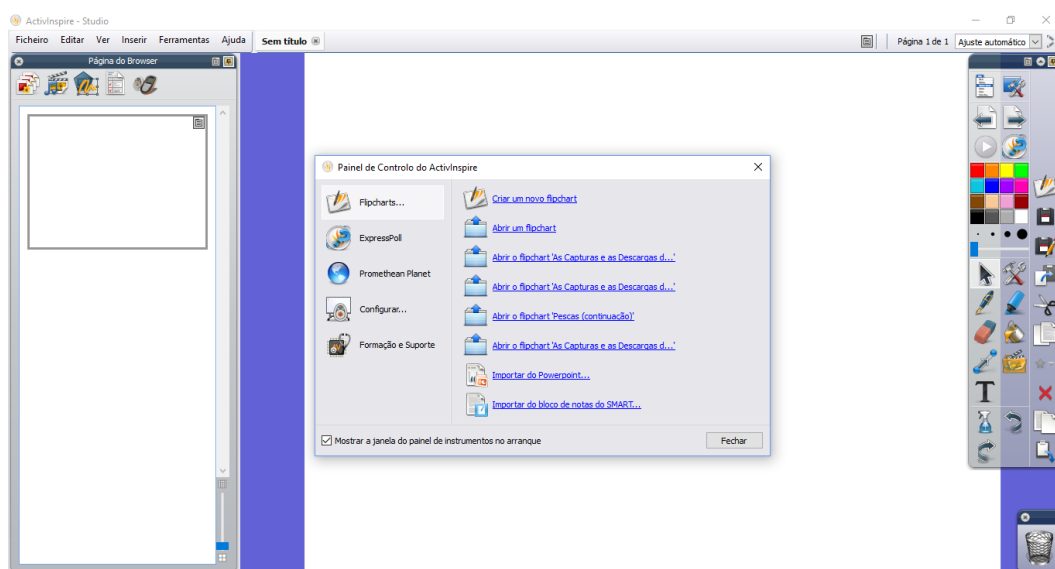 ActivInspire - Studio
Ficheiro Editar Ver Inserir Ferramentas Ajuda
Sem título
Página 1 de 1
Ajuste automático
Página do Browser
Painel de Controlo do ActivInspire
Flipcharts...
ExpressPoll
Promethean Planet
Configurar...
Formação e Suporte
Criar um novo flipchart
Abrir um flipchart
Abrir o flipchart 'As Capturas e as Descargas d...'
Abrir o flipchart 'As Capturas e as Descargas d...'
Abrir o flipchart 'Pescas (continuação)'
Abrir o flipchart 'As Capturas e as Descargas d...'
Importar do Powerpoint...
Importar do bloco de notas do SMART...
Mostrar a janela do painel de instrumentos no arranque
Fechar
T